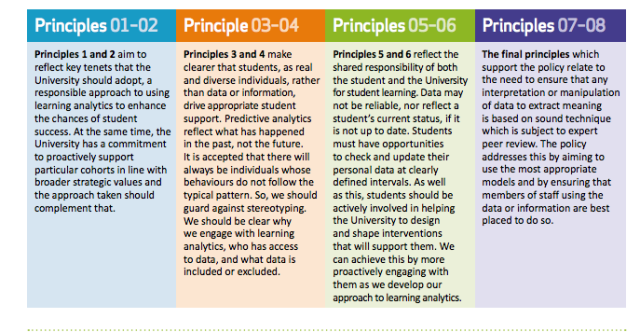 Principles 01–02
Principles 1 and 2 aim to
reflect key tenets that the
University should adopt, a
responsible approach to using
learning analytics to enhance
the chances of student
success. At the same time, the
University has a commitment
to proactively support
particular cohorts in line with
broader strategic values and
the approach taken should
complement that.
Principle 03–04
Principles 3 and 4 make
clearer that students, as real
and diverse individuals, rather
than data or information,
drive appropriate student
support. Predictive analytics
reflect what has happened
in the past, not the future.
It is accepted that there will
always be individuals whose
behaviours do not follow the
typical pattern. So, we should
guard against stereotyping.
We should be clear why
we engage with learning
analytics, who has access
to data, and what data is
included or excluded.
Principles 05–06
Principles 5 and 6 reflect the
shared responsibility of both
the student and the University
for student learning. Data may
not be reliable, nor reflect a
student's current status, if it
is not up to date. Students
must have opportunities
to check and update their
personal data at clearly
defined intervals. As well
as this, students should be
actively involved in helping
the University to design
and shape interventions
that will support them. We
can achieve this by more
proactively engaging with
them as we develop our
approach to learning analytics.
Principles 07–08
The final principles which
support the policy relate to
the need to ensure that any
interpretation or manipulation
of data to extract meaning
is based on sound technique
which is subject to expert
peer review. The policy
addresses this by aiming to
use the most appropriate
models and by ensuring that
members of staff using the
data or information are best
placed to do so.